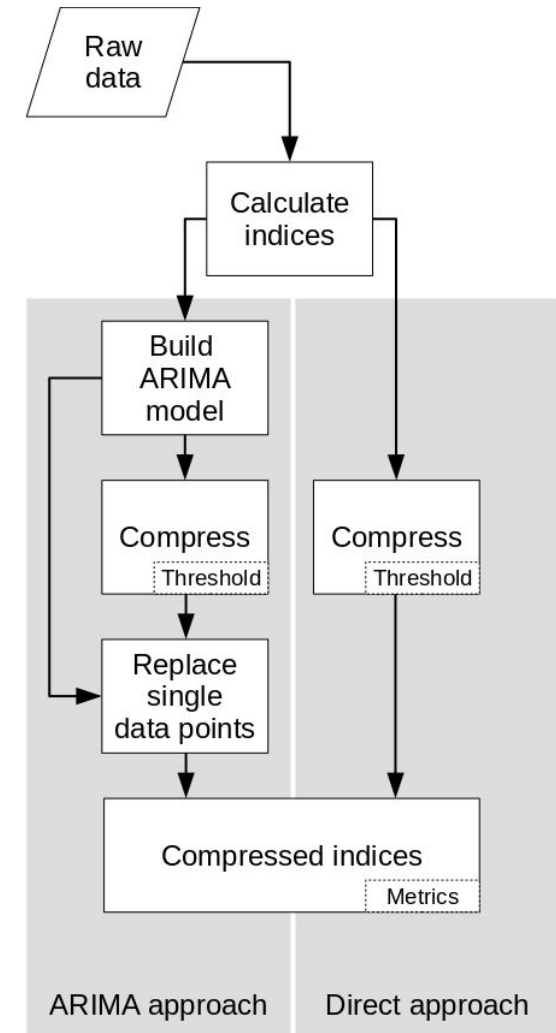 Raw
data
Calculate
indices
Build
ARIMA
model
Compress
Threshold
Compress
Threshold
Replace
single
data points
Compressed indices
Metrics
ARIMA approach
Direct approach